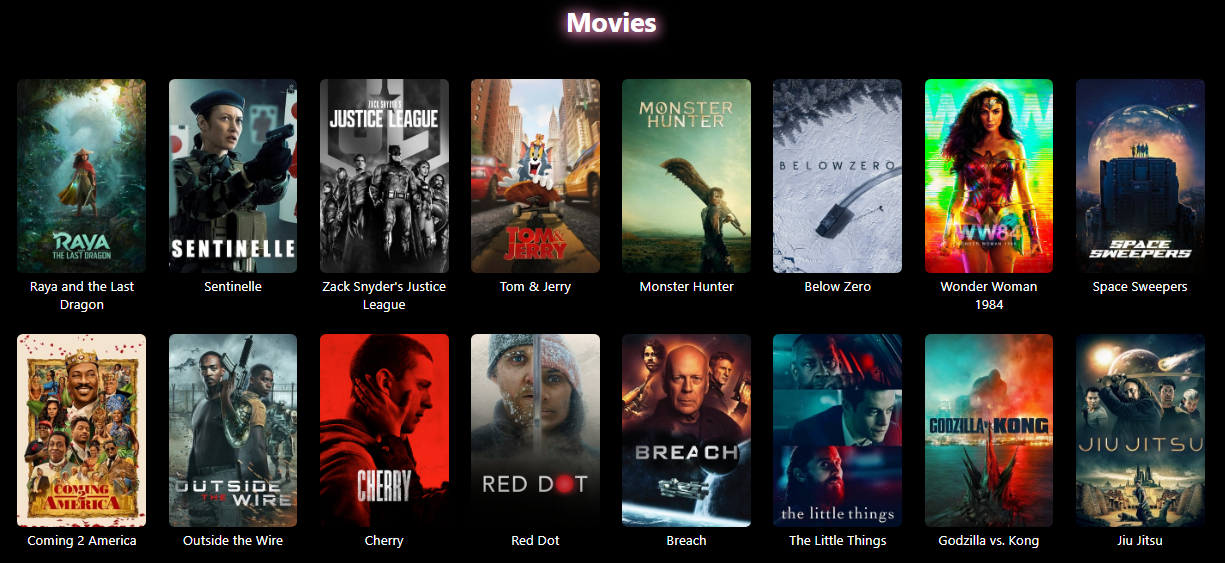 Movies
ZACK SNYDER'S
JUSTICE LEAGUE
MONSTER
HUNTER
BELOWZERO
RAYA
THE LAST DRAGON
SENTINELLE
TOM &
JERRY
WW84
WONDER WOMAN 1984
SPACE
SWEEPERS
Raya and the Last
Dragon
Sentinelle
Zack Snyder's Justice
League
Tom & Jerry
Monster Hunter
Below Zero
Wonder Woman
1984
Space Sweepers
COMING
2
AMERICA
OUTSIDE
THE WIRE
CHERRY
RED DOT
BREACH
the little things
GODZILLA VS KONG
JIU JITSU
Coming 2 America
Outside the Wire
Cherry
Red Dot
Breach
The Little Things
Godzilla vs. Kong
Jiu Jitsu